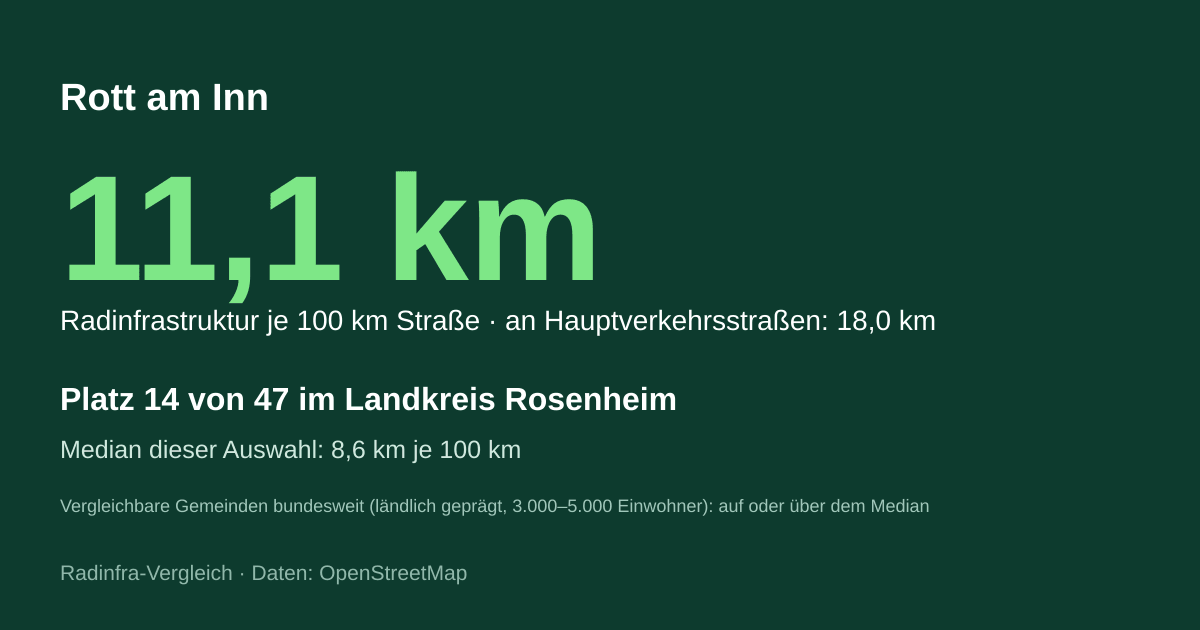 Rott am Inn
11,1 km
Radinfrastruktur je 100 km Straße · an Hauptverkehrsstraßen: 18,0 km
Platz 14 von 47 im Landkreis Rosenheim
Median dieser Auswahl: 8,6 km je 100 km
Vergleichbare Gemeinden bundesweit (ländlich geprägt, 3.000–5.000 Einwohner): auf oder über dem Median
Radinfra-Vergleich · Daten: OpenStreetMap